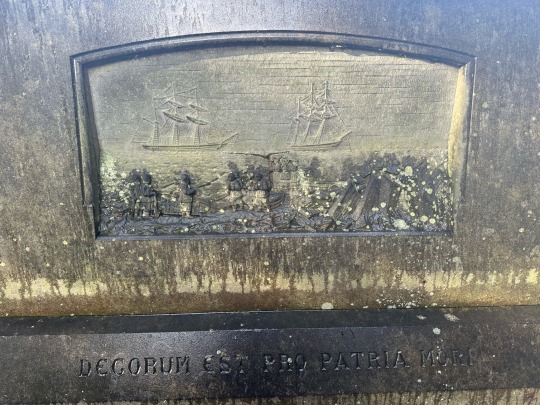 DECORUM EST PRO PATRIA MORI